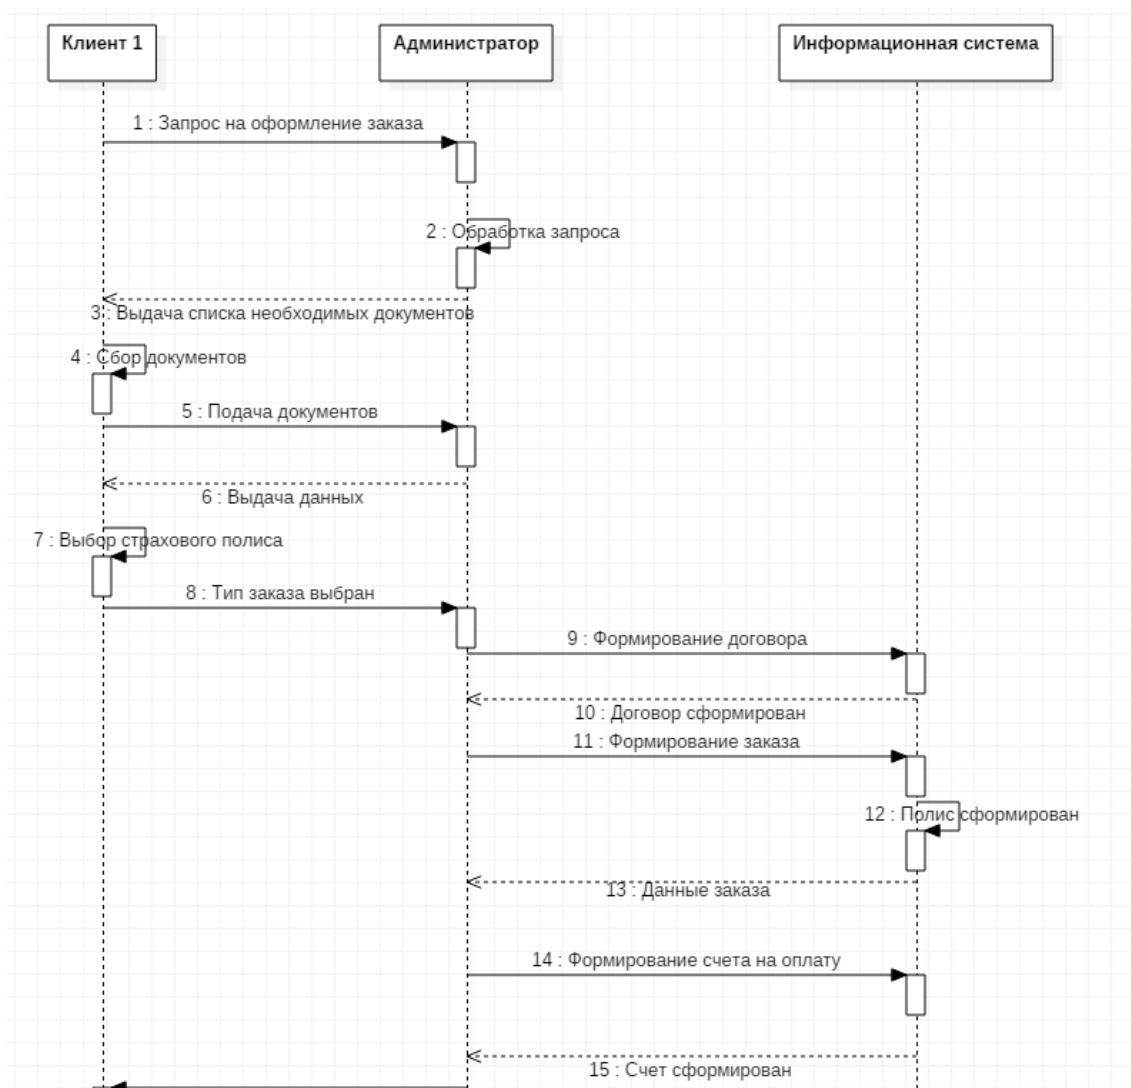 Клиент 1
Администратор
Информационная система
1 : Запрос на оформление заказа
2 : Обработка запроса
3 : Выдача списка необходимых документов
4 : Сбор документов
5 : Подача документов
6 : Выдача данных
7 : Выбор страхового полиса
8 : Тип заказа выбран
9 : Формирование договора
10 : Договор сформирован
11 : Формирование заказа
12 : Полис сформирован
13 : Данные заказа
14 : Формирование счета на оплату
15 : Счет сформирован